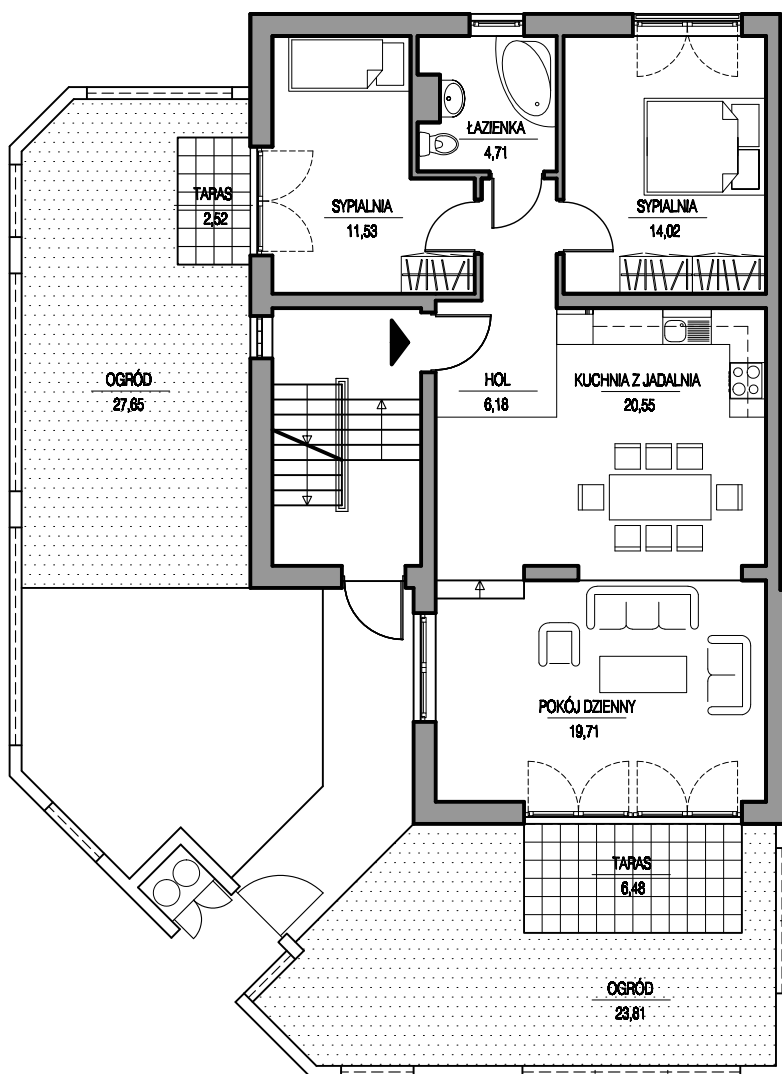 ŁAZIENKA
4,71
TARAS
2,52
SYPIALNIA
11,53
SYPIALNIA
14,02
OGRÓD
27,65
HOL
6,18
KUCHNIA Z JADALNIA
20,55
POKÓJ DZIENNY
19,71
TARAS
6,48
OGRÓD
23,81